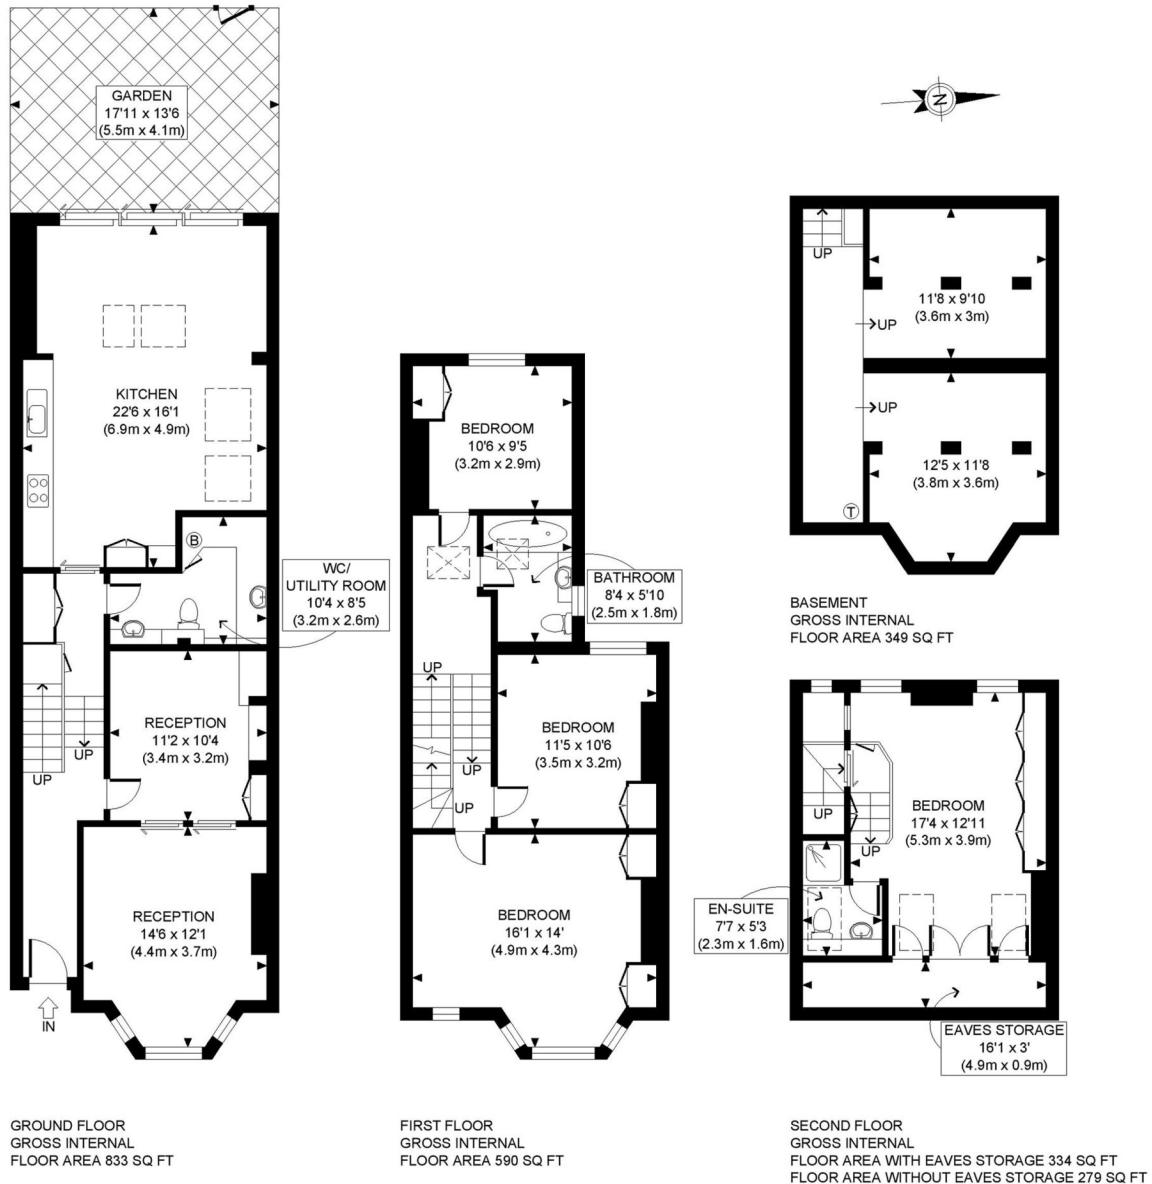 GARDEN
17'11 x 13'6
(5.5m x 4.1m)
KITCHEN
22'6 x 16'1
(6.9m x 4.9m)
B
WC/
UTILITY ROOM
10'4 x 8'5
(3.2m x 2.6m)
UP
UP
RECEPTION
11'2 x 10'4
(3.4m x 3.2m)
RECEPTION
14'6 x 12'1
(4.4m x 3.7m)
IN
GROUND FLOOR
GROSS INTERNAL
FLOOR AREA 833 SQ FT
BEDROOM
10'6 x 9'5
(3.2m x 2.9m)
BATHROOM
8'4 x 5'10
(2.5m x 1.8m)
UP
UP
UP
BEDROOM
11'5 x 10'6
(3.5m x 3.2m)
BEDROOM
16'1 x 14'
(4.9m x 4.3m)
FIRST FLOOR
GROSS INTERNAL
FLOOR AREA 590 SQ FT
N
UP
11'8 x 9'10
(3.6m x 3m)
UP
UP
12'5 x 11'8
(3.8m x 3.6m)
T
BASEMENT
GROSS INTERNAL
FLOOR AREA 349 SQ FT
UP
UP
BEDROOM
17'4 x 12'11
(5.3m x 3.9m)
EN-SUITE
7'7 x 5'3
(2.3m x 1.6m)
EAVES STORAGE
16'1 x 3'
(4.9m x 0.9m)
SECOND FLOOR
GROSS INTERNAL
FLOOR AREA WITH EAVES STORAGE 334 SQ FT
FLOOR AREA WITHOUT EAVES STORAGE 279 SQ FT